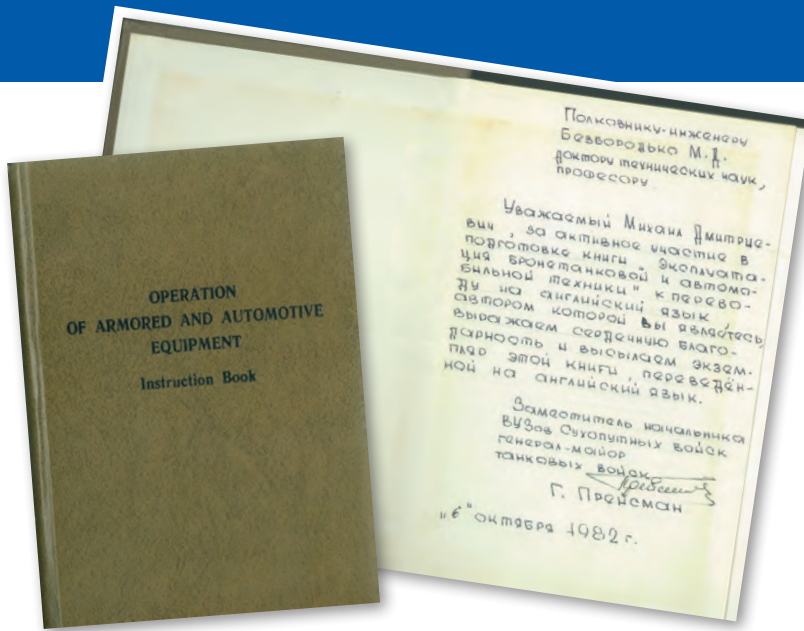 OPERATION
OF ARMORED AND AUTOMOTIVE
EQUIPMENT
Instruction Book
Полковнику-инженеру
Безбородько М.Д.
доктору технических наук,
професору.
Уважаемый Михаил Дмитрие-
вич, за активное участие в
подготовке книги "Эксплуата-
ция бронетанковой и автомо-
бильной техники" к перево-
ду на английский язык,
автором которой вы являетесь,
выражаем сердечную благо-
дарность и высылаем экзем-
пляр этой книги, переведён-
ной на английский язык.
Заместитель начальника
ВУЗов Сухопутных войск
генерал-майор
танковых войск
Г. Прейсман
"6" октября 1982 г.